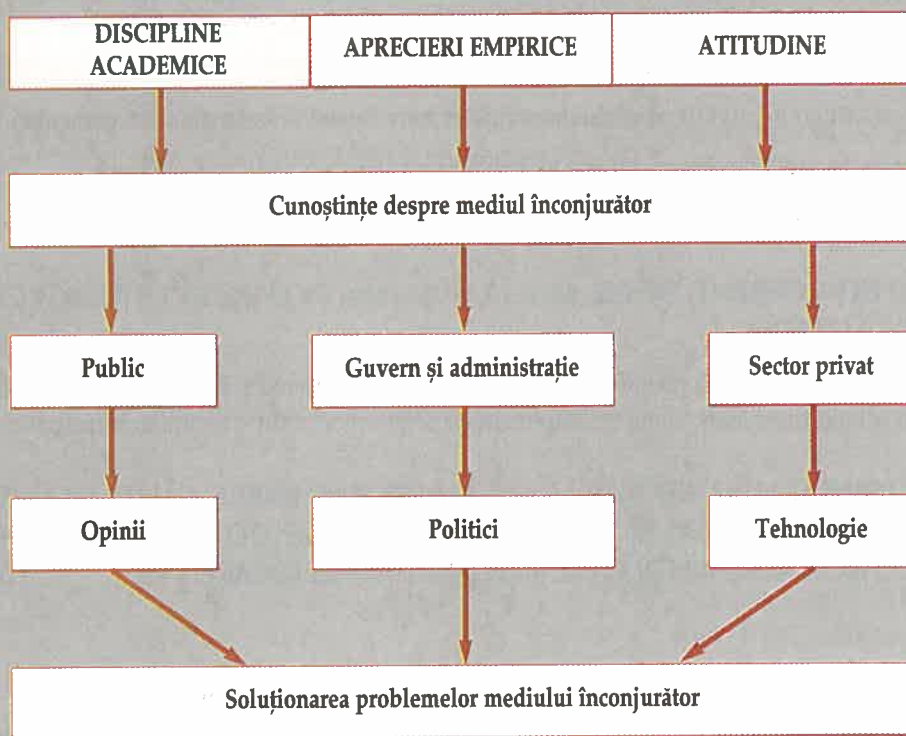 DISCIPLINE
ACADEMICE
APRECIERI EMPIRICE
ATITUDINE
Cunoștințe despre mediul înconjurător
Public
Guvern și administrație
Sector privat
Opinii
Politici
Tehnologie
Soluționarea problemelor mediului înconjurător